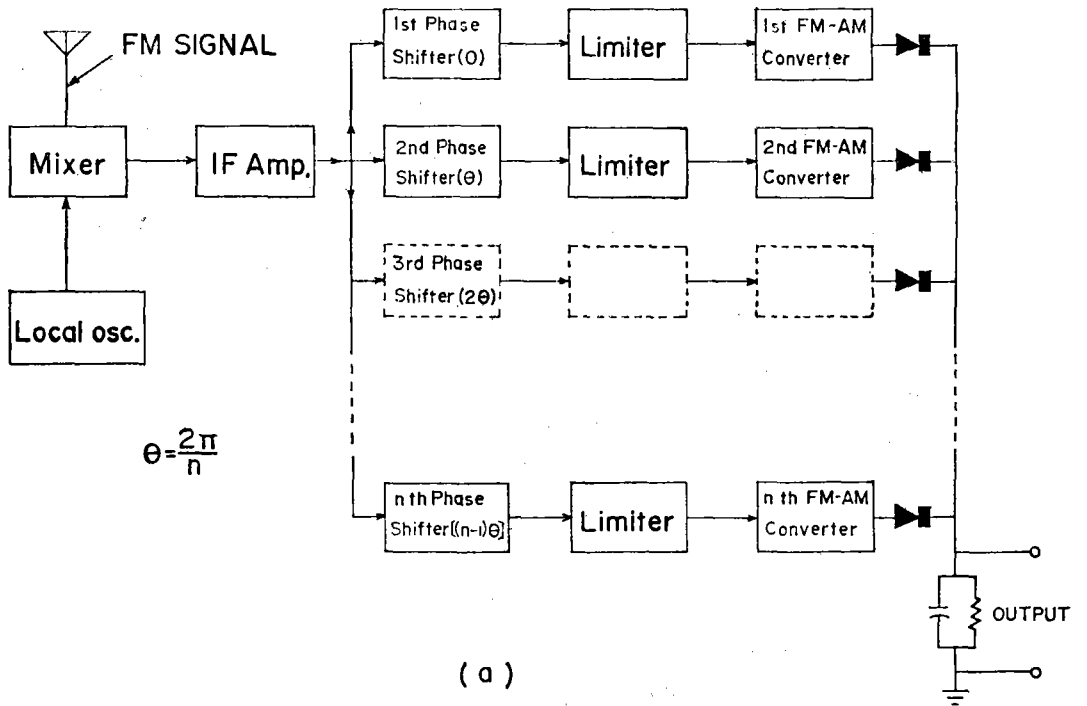 FM SIGNAL
Mixer
IF Amp.
Local osc.
1st Phase
Shifter(0)
Limiter
1st FM-AM
Converter
2nd Phase
Shifter(θ)
Limiter
2nd FM-AM
Converter
3rd Phase
Shifter(2θ)
θ=2π/n
nth Phase
Shifter[(n-1)θ]
Limiter
nth FM-AM
Converter
OUTPUT
(a)